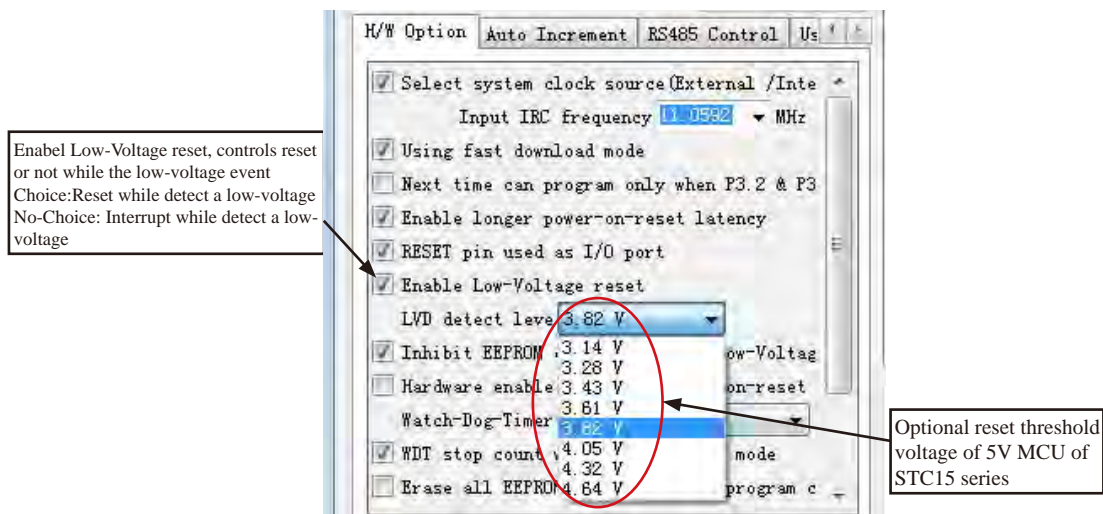 H/W Option Auto Increment RS485 Control Us
Select system clock source(External /Inte
Input IRC frequency 11.0592 MHz
Using fast download mode
Next time can program only when P3.2 & P3
Enable longer power-on-reset latency
RESET pin used as I/O port
Enable Low-Voltage reset
LVD detect leve 3.82 V
Inhibit EEPROM 3.14 V ow-Voltag
3.28 V
Hardware enable 3.43 V on-reset
3.61 V
Watch-Dog-Timer 3.82 V
WDT stop count 4.05 V mode
4.32 V
Erase all EEPRO 4.64 V program c
Enabel Low-Voltage reset, controls reset
or not while the low-voltage event
Choice:Reset while detect a low-voltage
No-Choice: Interrupt while detect a low-
voltage
Optional reset threshold
voltage of 5V MCU of
STC15 series